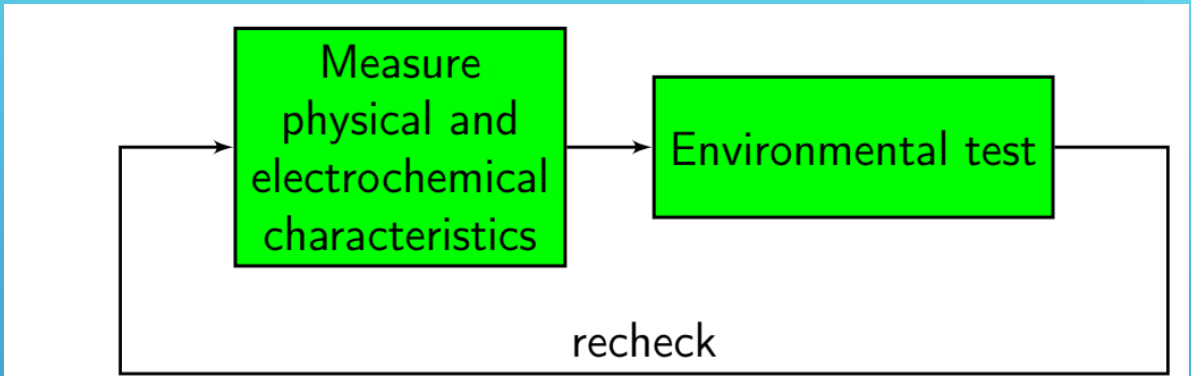 Measure
physical and
electrochemical
characteristics
Environmental test
recheck